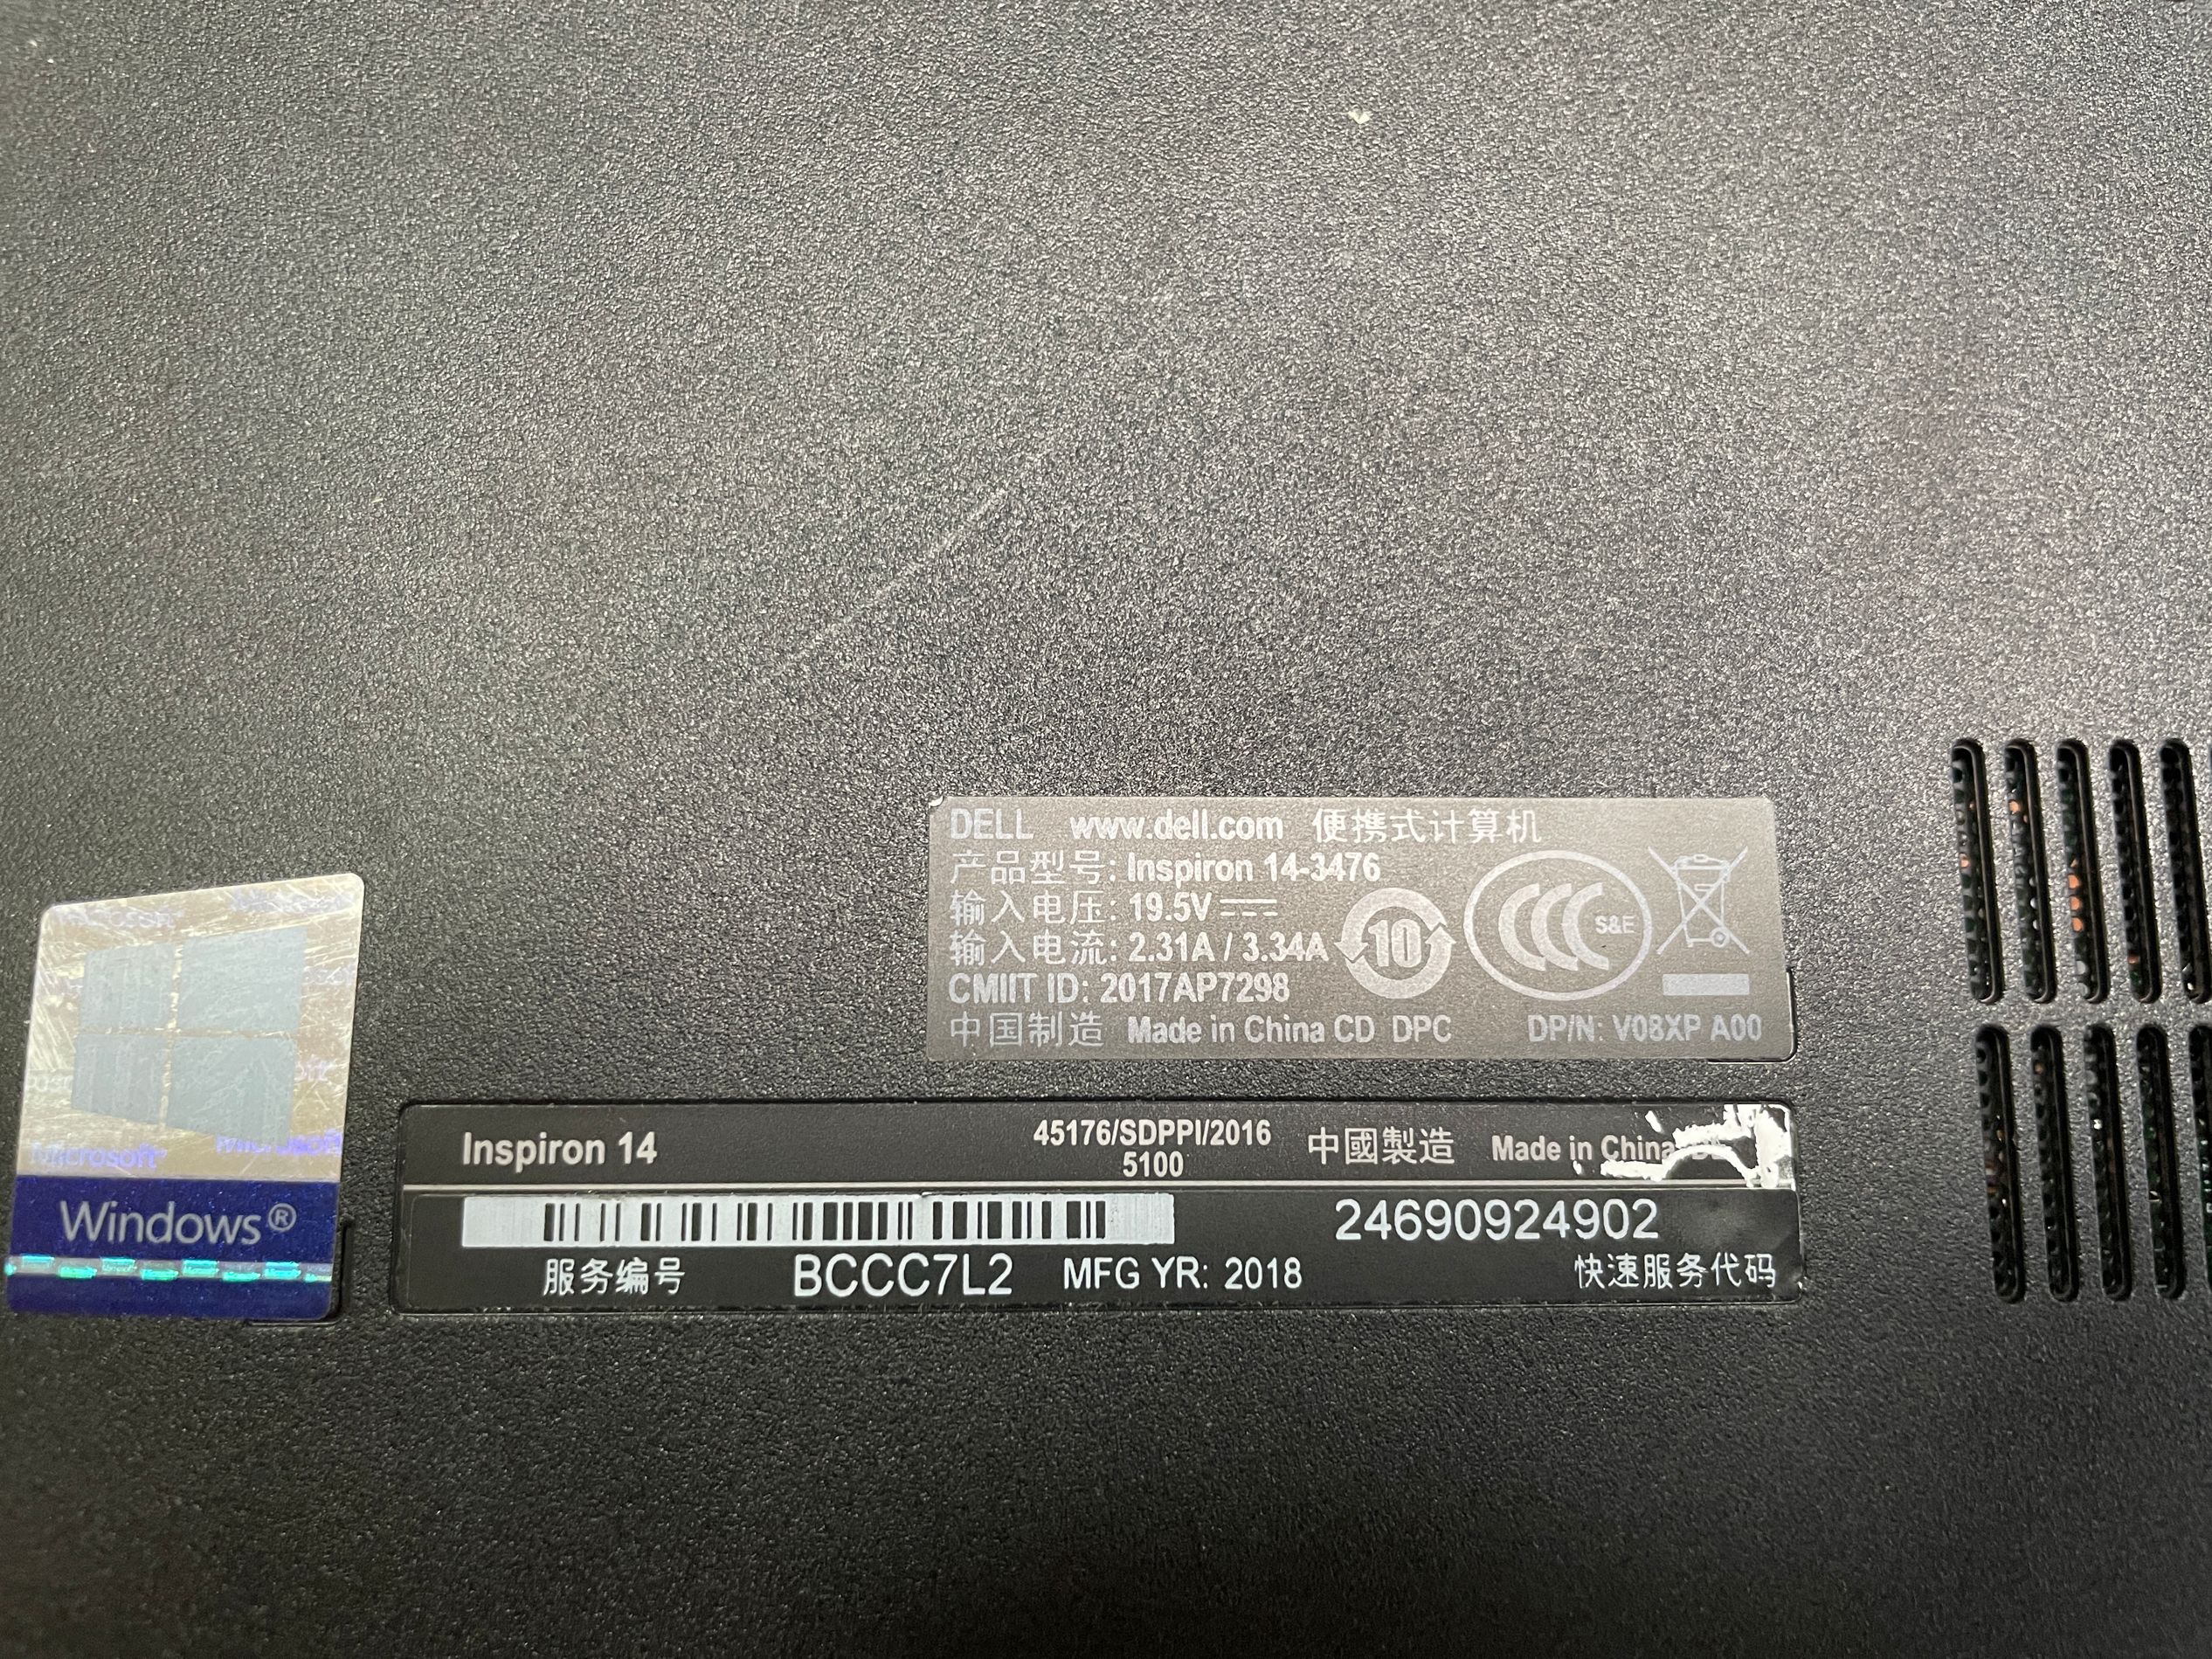 DELL www.dell.com 便携式计算机
产品型号: Inspiron 14-3476
输入电压: 19.5V
输入电流: 2.31A / 3.34A
10
CCC S&E
CMIIT ID: 2017AP7298
中国制造 Made in China CD DPC DP/N: V08XP A00
Microsoft Microsoft
Windows®
Inspiron 14 45176/SDPPI/2016 中國製造 Made in China
5100
24690924902
服务编号 BCCC7L2 MFG YR: 2018 快速服务代码